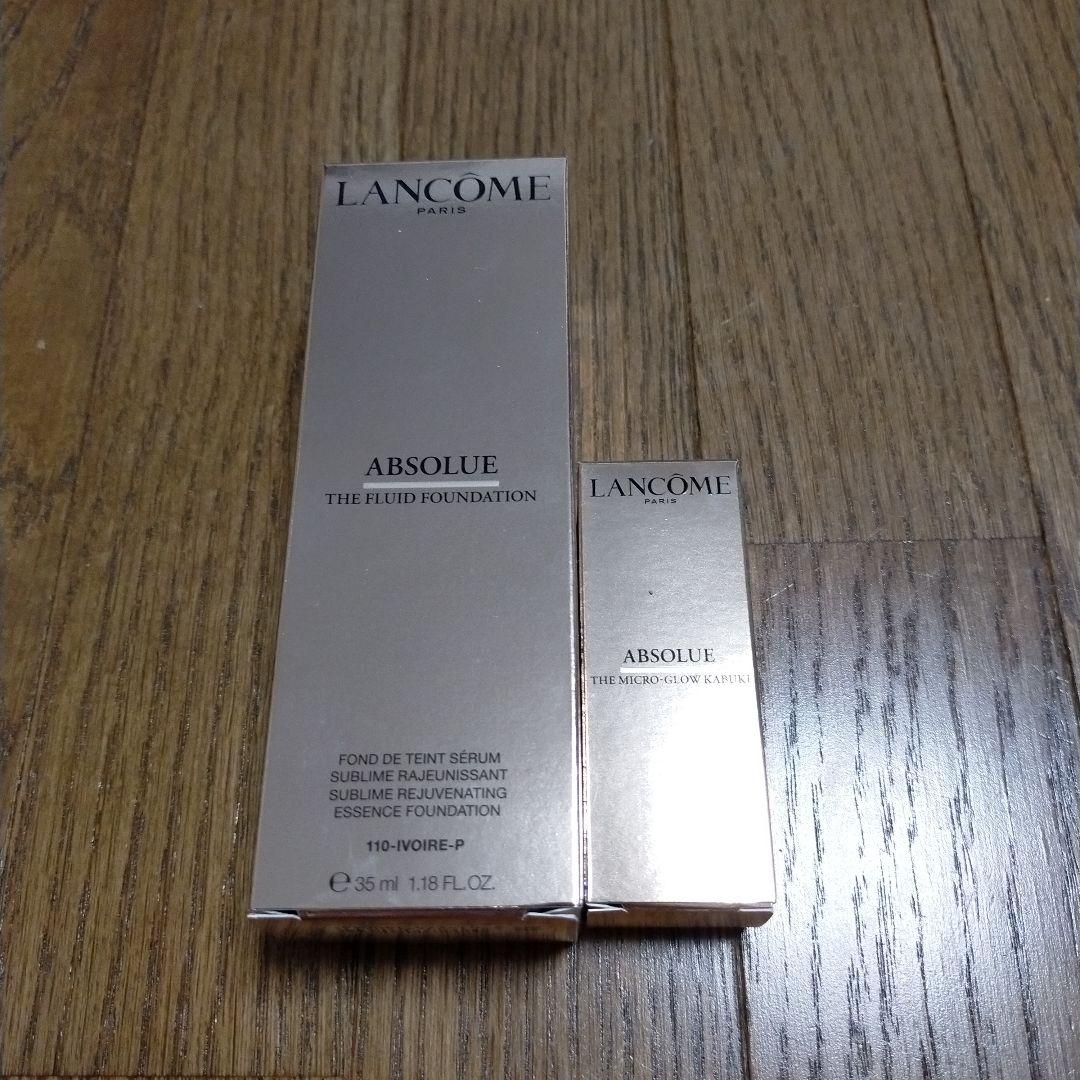 LANCÔME
PARIS
ABSOLUE
THE FLUID FOUNDATION
FOND DE TEINT SÉRUM
SUBLIME RAJEUNISSANT
SUBLIME REJUVENATING
ESSENCE FOUNDATION
110-IVOIRE-P
℮ 35 ml 1.18 FL.OZ.
LANCÔME
PARIS
ABSOLUE
THE MICRO-GLOW KABUKI